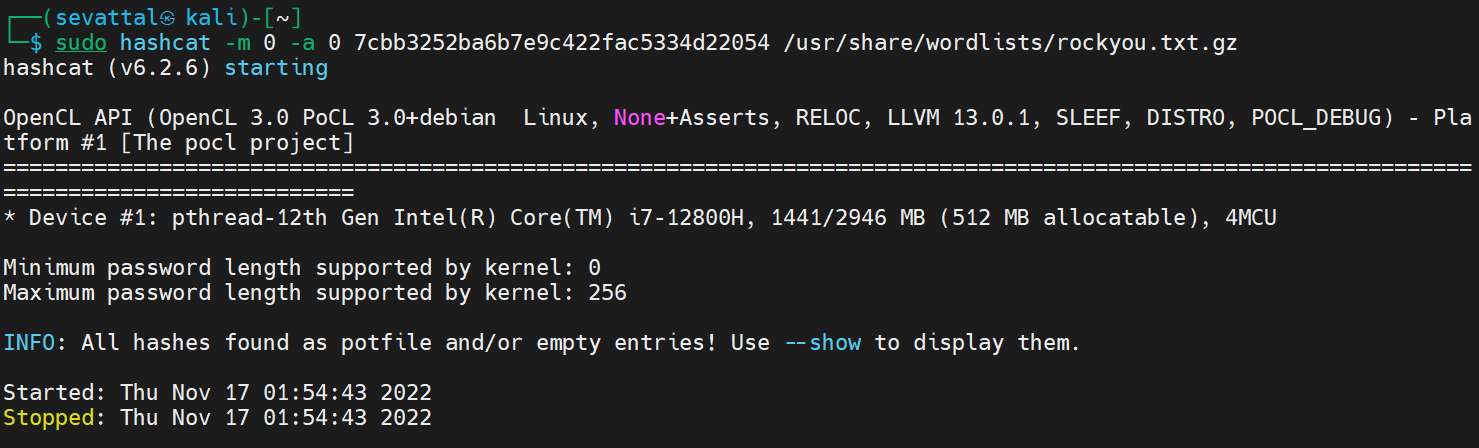 ┌──(sevattal㉿ kali)-[~]
└─$ sudo hashcat -m 0 -a 0 7cbb3252ba6b7e9c422fac5334d22054 /usr/share/wordlists/rockyou.txt.gz
hashcat (v6.2.6) starting
OpenCL API (OpenCL 3.0 PoCL 3.0+debian  Linux, None+Asserts, RELOC, LLVM 13.0.1, SLEEF, DISTRO, POCL_DEBUG) - Pla
tform #1 [The pocl project]
=================================================================================================================
===========================
* Device #1: pthread-12th Gen Intel(R) Core(TM) i7-12800H, 1441/2946 MB (512 MB allocatable), 4MCU
Minimum password length supported by kernel: 0
Maximum password length supported by kernel: 256
INFO: All hashes found as potfile and/or empty entries! Use --show to display them.
Started: Thu Nov 17 01:54:43 2022
Stopped: Thu Nov 17 01:54:43 2022